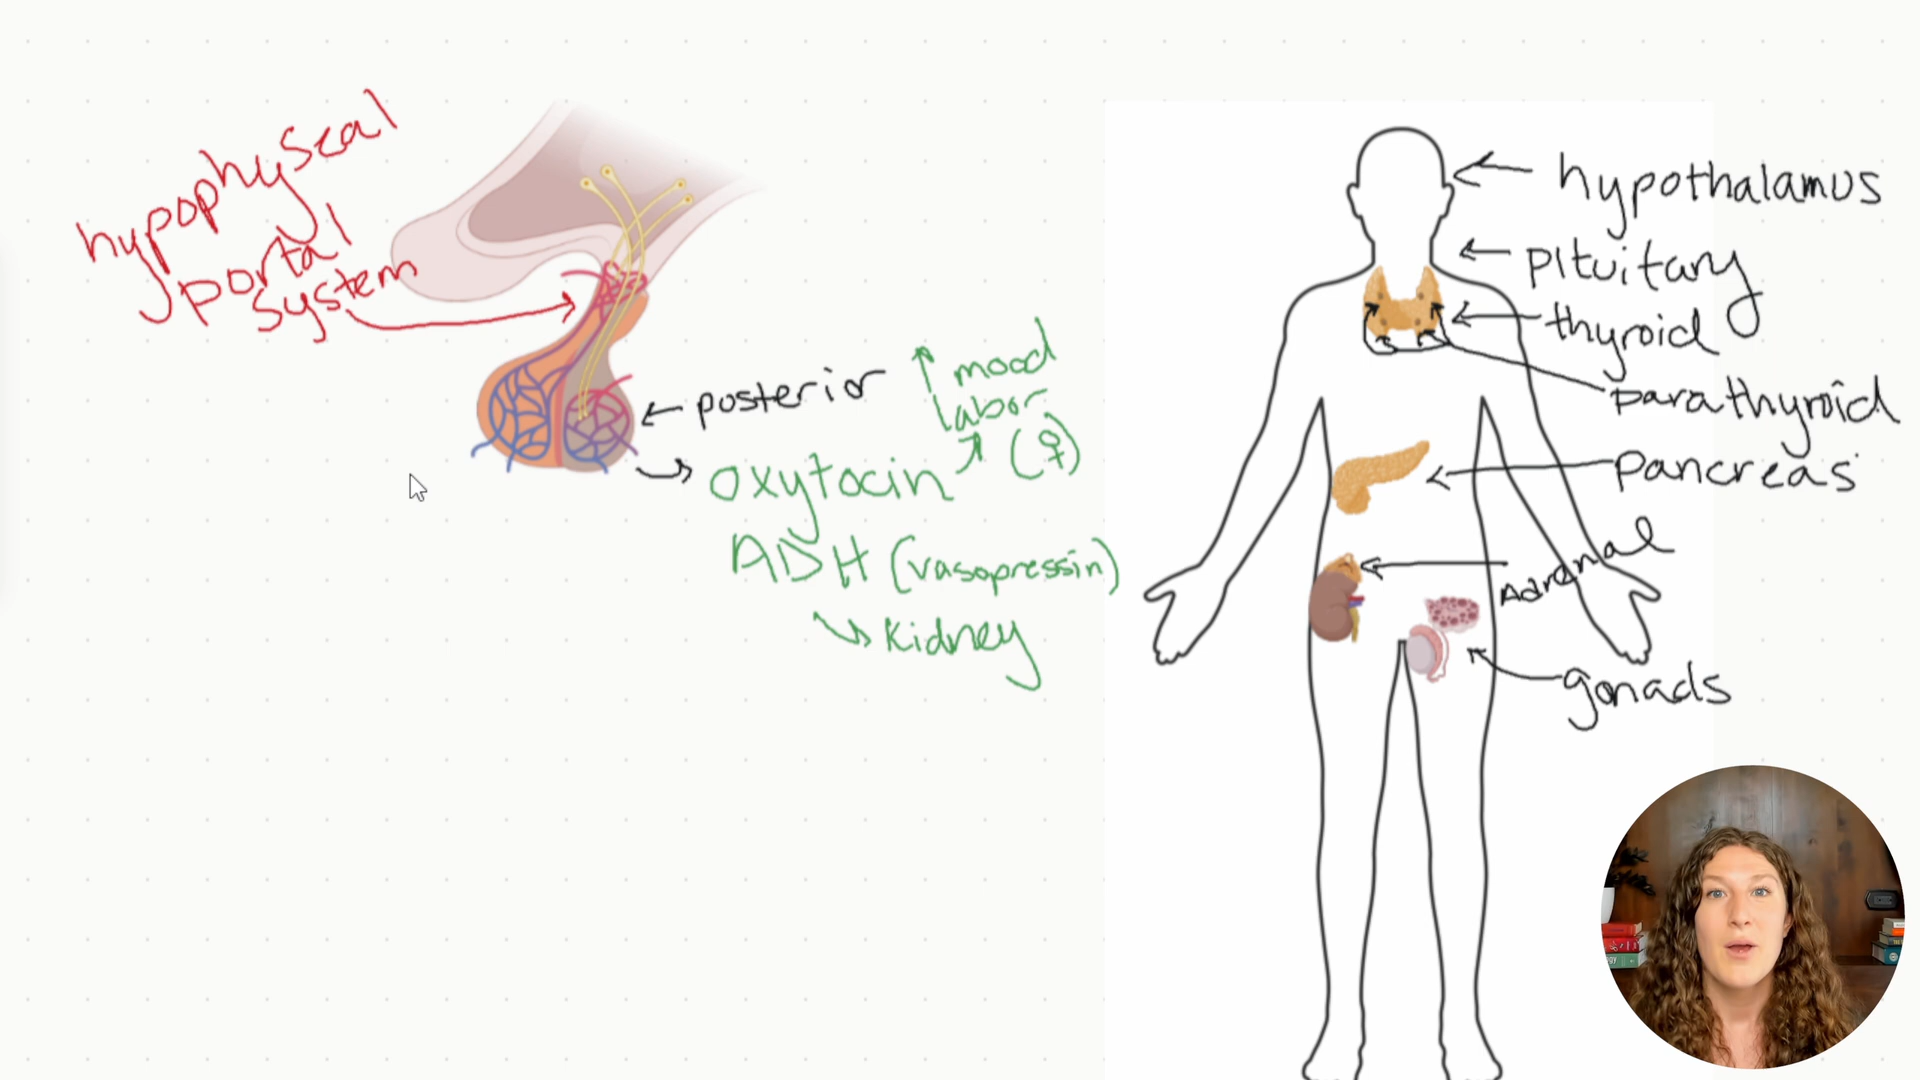 hypophyseal
portal
system
posterior
↑ mood
labor
(♀)
oxytocin
ADH (vasopressin)
kidney
hypothalamus
pituitary
thyroid
parathyroid
pancreas
Adrenal
gonads